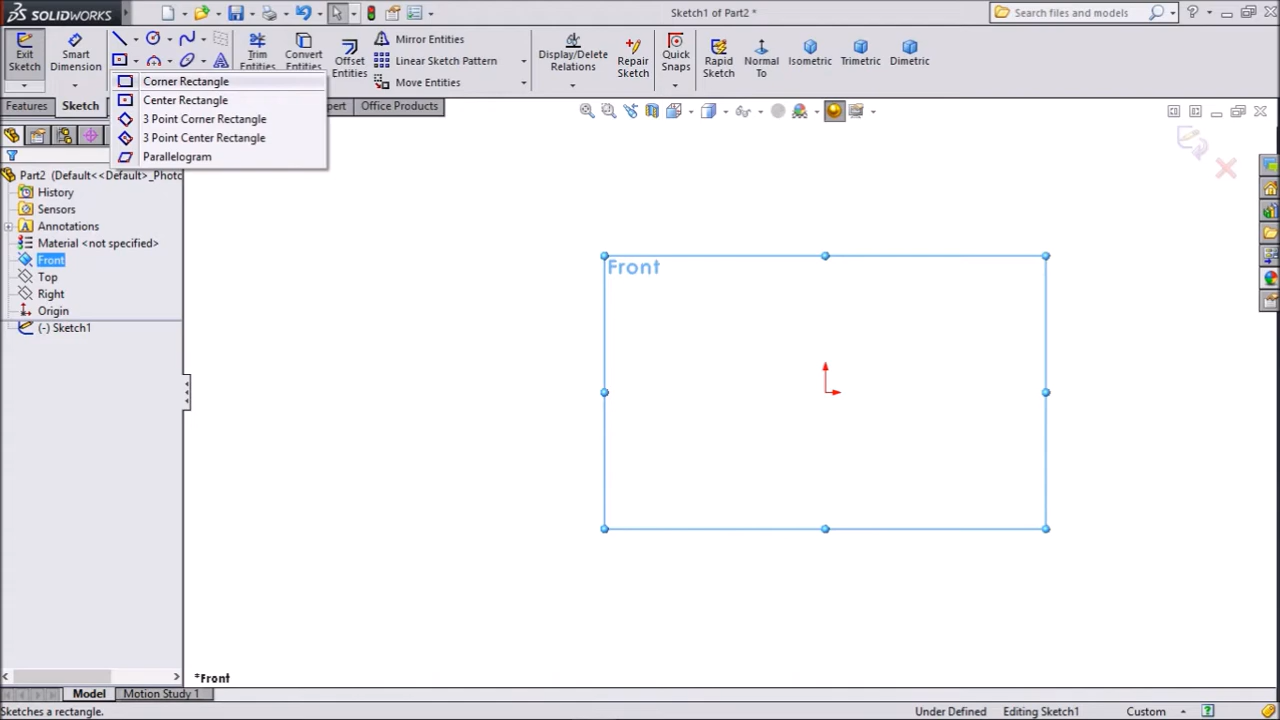 SOLIDWORKS
Sketch1 of Part2 *
Search files and models
Exit Sketch
Smart Dimension
Trim Entities
Convert Entities
Offset Entities
Mirror Entities
Linear Sketch Pattern
Move Entities
Display/Delete Relations
Repair Sketch
Quick Snaps
Rapid Sketch
Normal To
Isometric
Trimetric
Dimetric
Corner Rectangle
Center Rectangle
3 Point Corner Rectangle
3 Point Center Rectangle
Parallelogram
Features
Sketch
pert
Office Products
Part2 (Default<<Default>_Photo
History
Sensors
Annotations
Material <not specified>
Front
Top
Right
Origin
(-) Sketch1
Front
*Front
Model
Motion Study 1
Sketches a rectangle.
Under Defined
Editing Sketch1
Custom